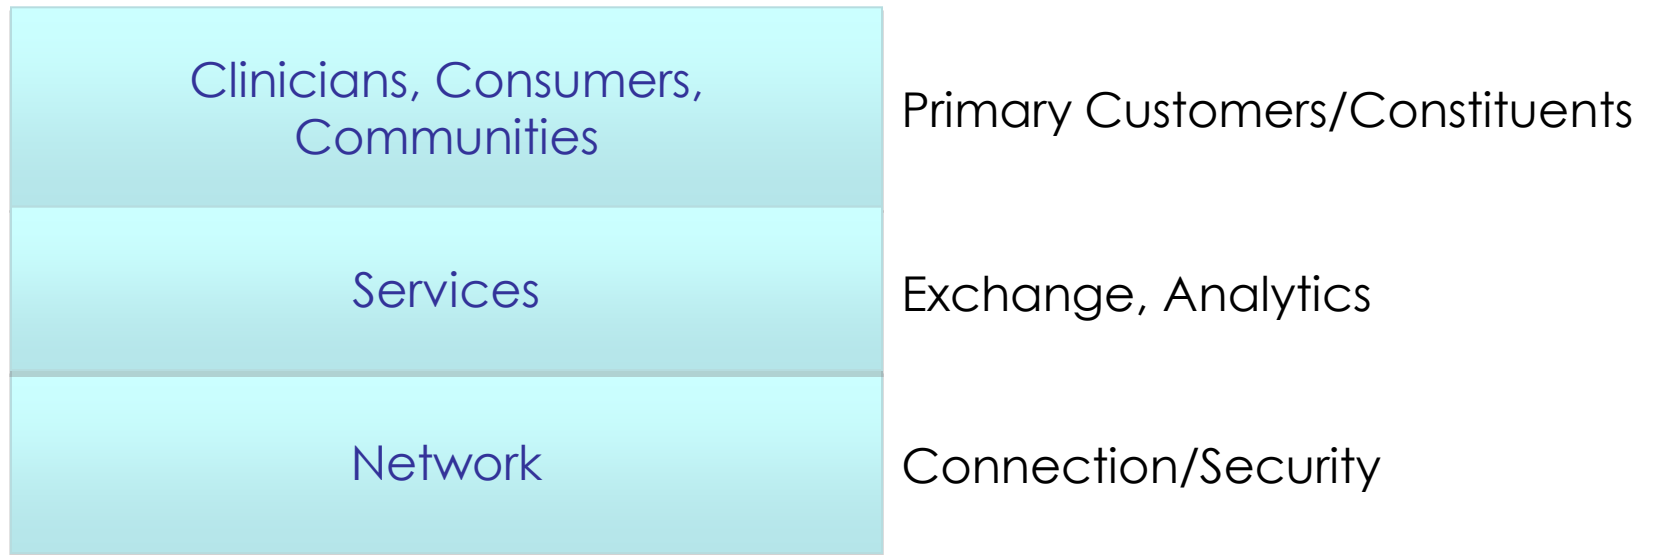 Clinicians, Consumers,
Communities
Primary Customers/Constituents
Services
Exchange, Analytics
Network
Connection/Security